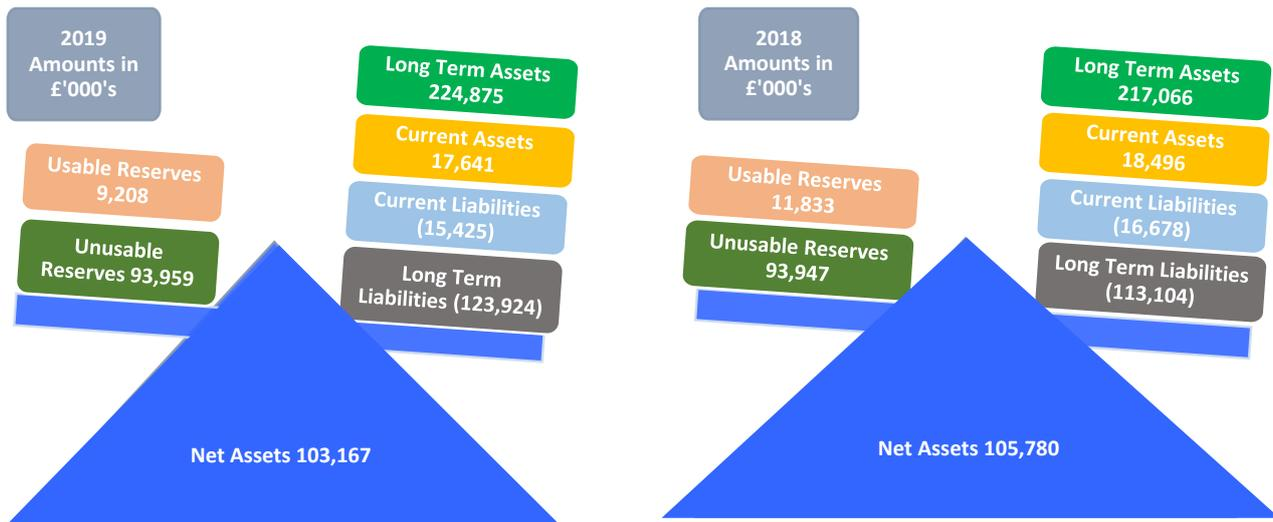 2019
Amounts in
£'000's
Long Term Assets
224,875
Current Assets
17,641
Usable Reserves
9,208
Current Liabilities
(15,425)
Unusable
Reserves 93,959
Long Term
Liabilities (123,924)
Net Assets 103,167
2018
Amounts in
£'000's
Long Term Assets
217,066
Current Assets
18,496
Usable Reserves
11,833
Current Liabilities
(16,678)
Unusable Reserves
93,947
Long Term Liabilities
(113,104)
Net Assets 105,780